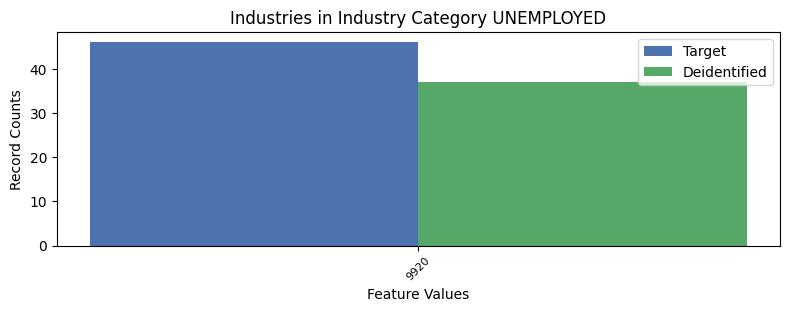 Industries in Industry Category UNEMPLOYED
Target
Deidentified
Record Counts
40
30
20
10
0
9920
Feature Values